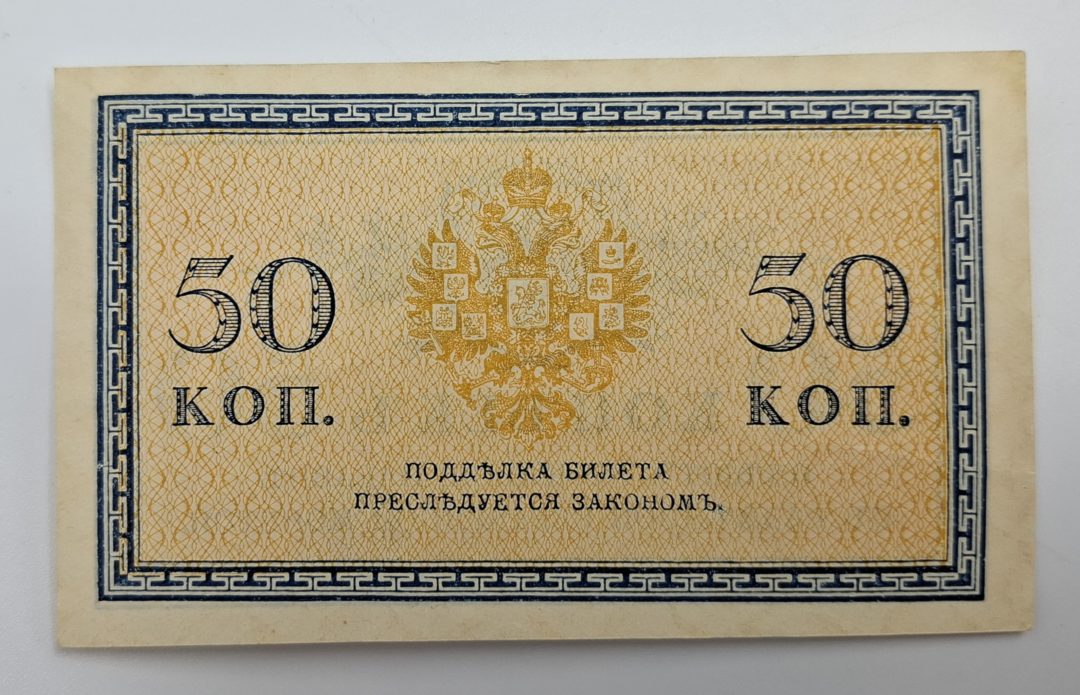 50 50
КОП. КОП.
ПОДДѢЛКА БИЛЕТА
ПРЕСЛѢДУЕТСЯ ЗАКОНОМЪ.